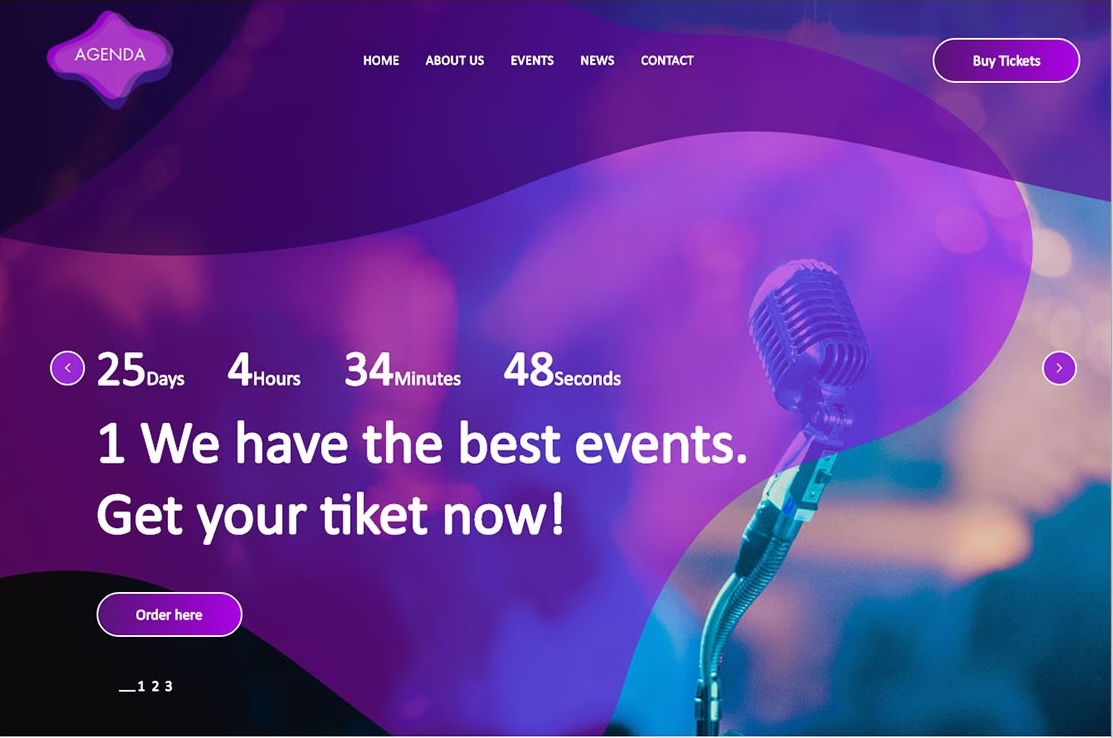 AGENDA
HOME ABOUT US EVENTS NEWS CONTACT
Buy Tickets
25Days 4Hours 34Minutes 48Seconds
1 We have the best events.
Get your tiket now!
Order here
1 2 3